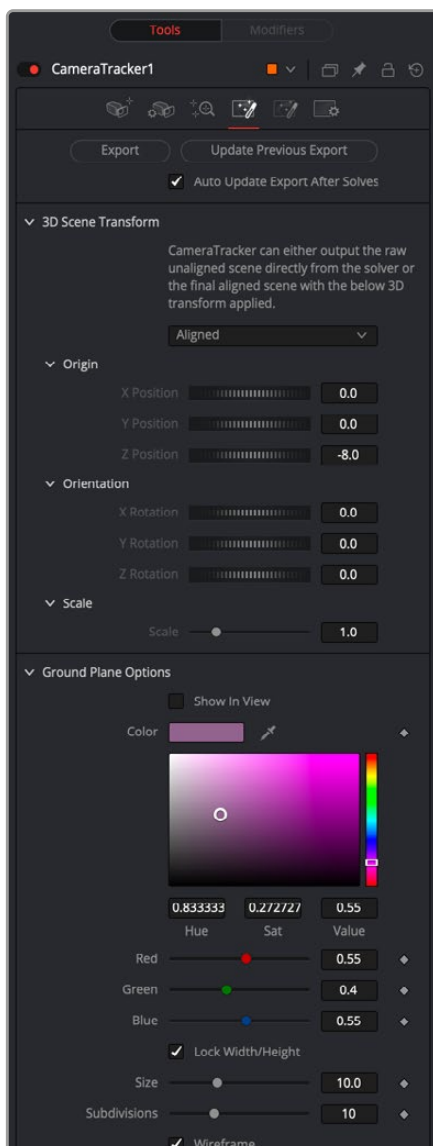 Tools Modifiers
CameraTracker1
Export Update Previous Export
Auto Update Export After Solves
3D Scene Transform
CameraTracker can either output the raw
unaligned scene directly from the solver or
the final aligned scene with the below 3D
transform applied.
Aligned
Origin
X Position 0.0
Y Position 0.0
Z Position -8.0
Orientation
X Rotation 0.0
Y Rotation 0.0
Z Rotation 0.0
Scale
Scale 1.0
Ground Plane Options
Show In View
Color
0.833333 0.272727 0.55
Hue Sat Value
Red 0.55
Green 0.4
Blue 0.55
Lock Width/Height
Size 10.0
Subdivisions 10
Wireframe